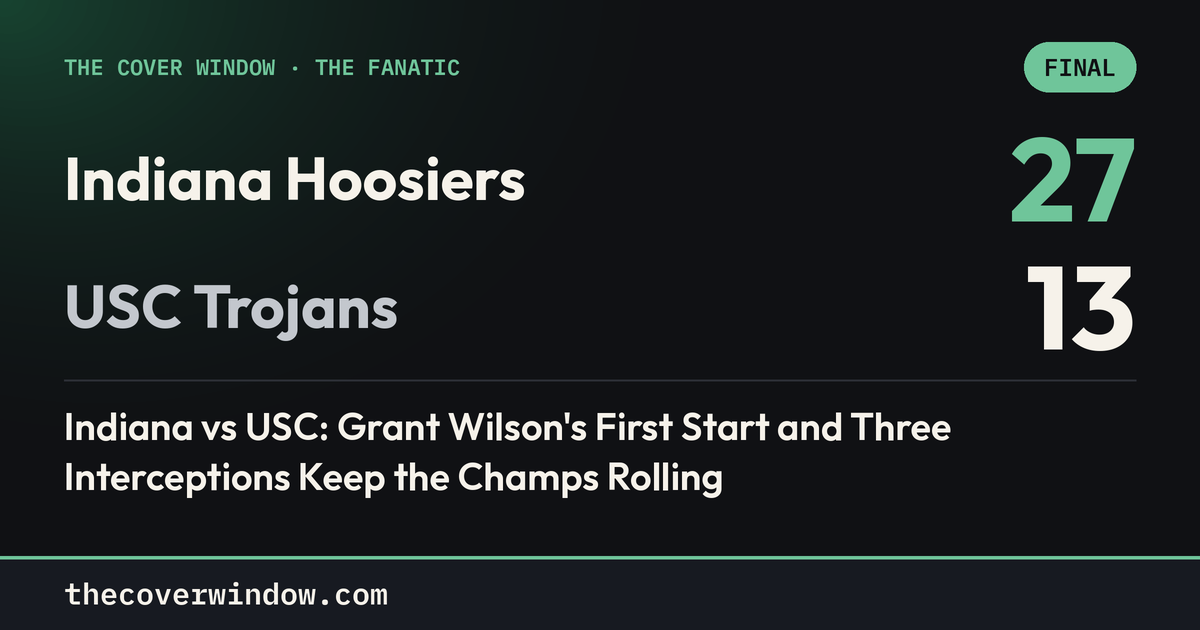 THE COVER WINDOW · THE FANATIC
FINAL
Indiana Hoosiers
27
USC Trojans
13
Indiana vs USC: Grant Wilson's First Start and Three
Interceptions Keep the Champs Rolling
thecoverwindow.com